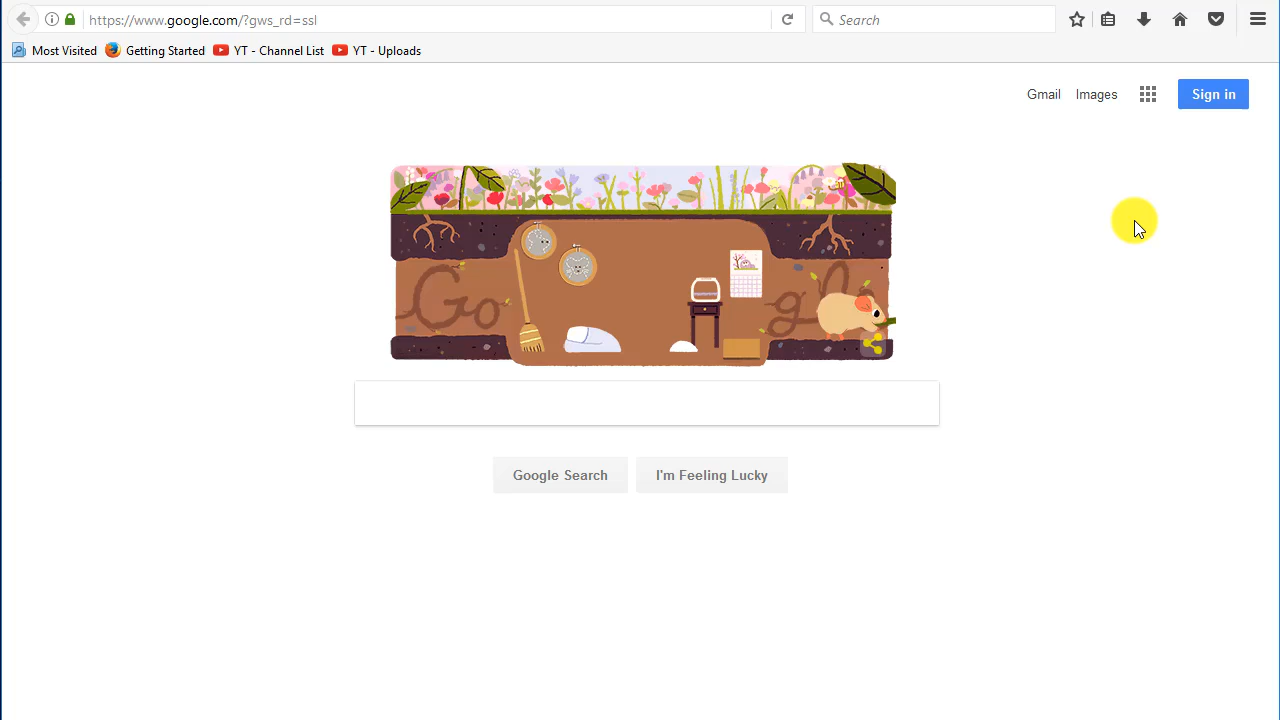 https://www.google.com/?gws_rd=ssl
Search
Most Visited
Getting Started
YT - Channel List
YT - Uploads
Gmail
Images
Sign in
Go
g
Google Search
I'm Feeling Lucky